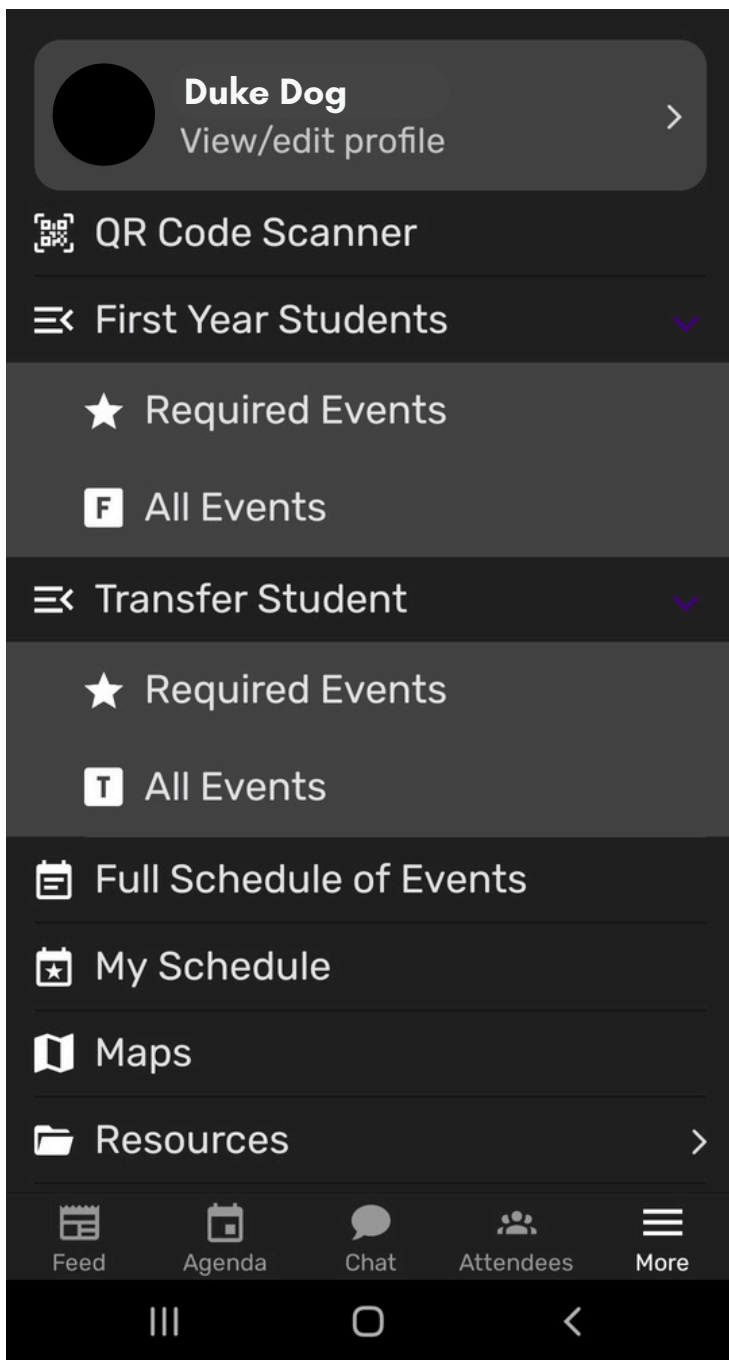 Duke Dog
View/edit profile
QR Code Scanner
First Year Students
Required Events
F All Events
Transfer Student
Required Events
T All Events
Full Schedule of Events
My Schedule
Maps
Resources
Feed Agenda Chat Attendees More